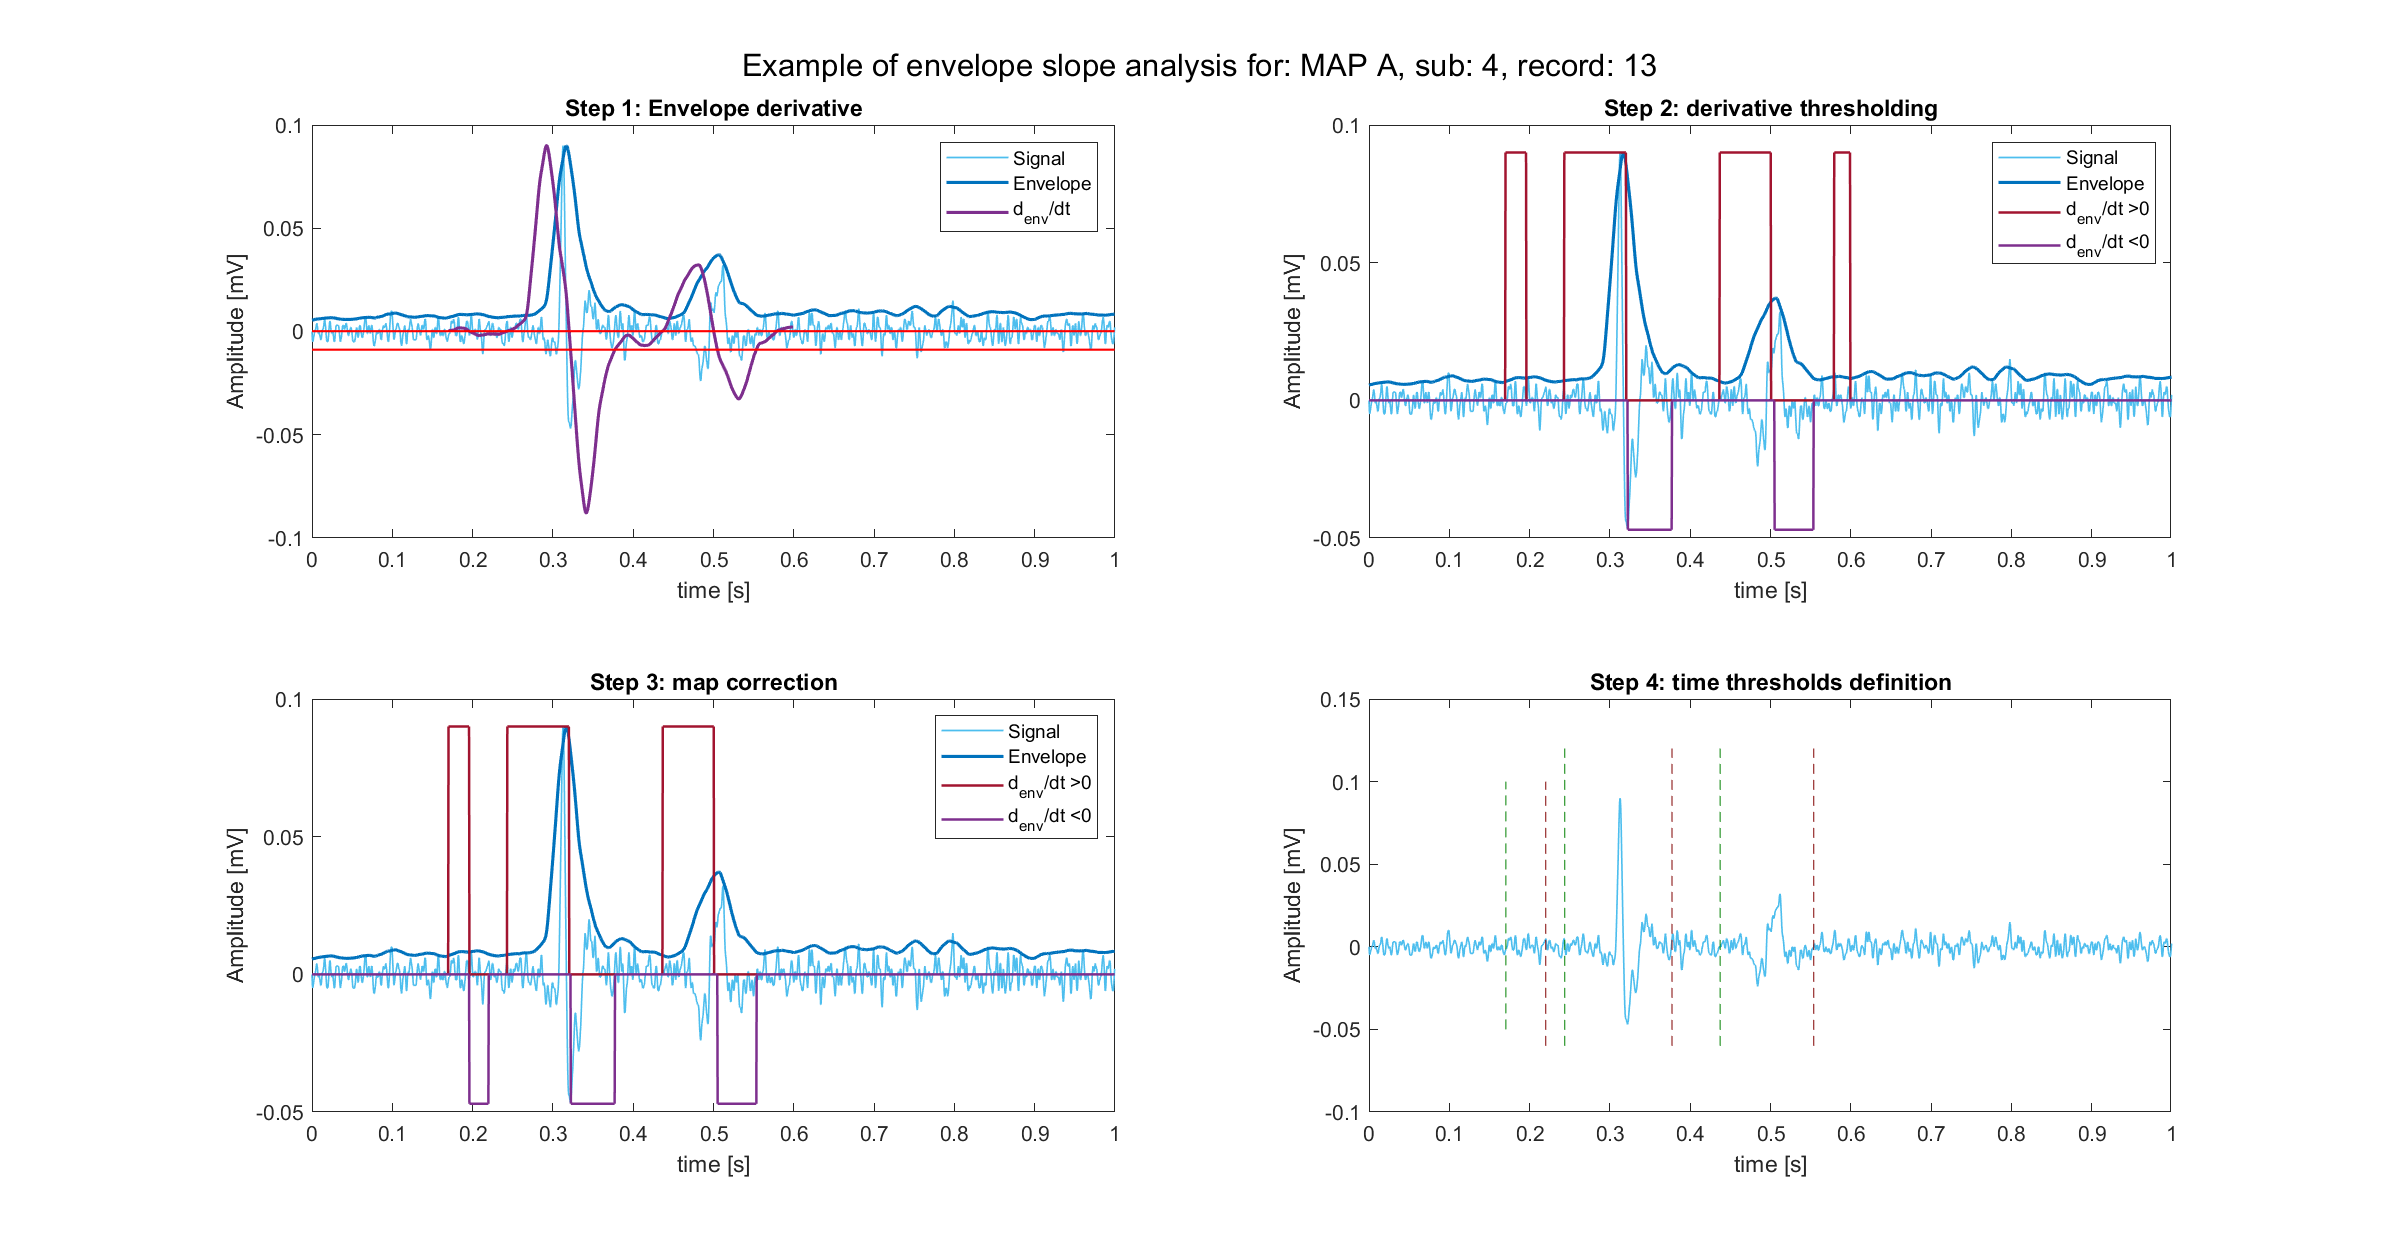 Example of envelope slope analysis for: MAP A, sub: 4, record: 13
Step 1: Envelope derivative
0.1
0.05
0
-0.05
-0.1
Amplitude [mV]
0 0.1 0.2 0.3 0.4 0.5 0.6 0.7 0.8 0.9 1
time [s]
Signal
Envelope
d_env/dt
Step 2: derivative thresholding
0.1
0.05
0
-0.05
Amplitude [mV]
0 0.1 0.2 0.3 0.4 0.5 0.6 0.7 0.8 0.9 1
time [s]
Signal
Envelope
d_env/dt >0
d_env/dt <0
Step 3: map correction
0.1
0.05
0
-0.05
Amplitude [mV]
0 0.1 0.2 0.3 0.4 0.5 0.6 0.7 0.8 0.9 1
time [s]
Signal
Envelope
d_env/dt >0
d_env/dt <0
Step 4: time thresholds definition
0.15
0.1
0.05
0
-0.05
-0.1
Amplitude [mV]
0 0.1 0.2 0.3 0.4 0.5 0.6 0.7 0.8 0.9 1
time [s]